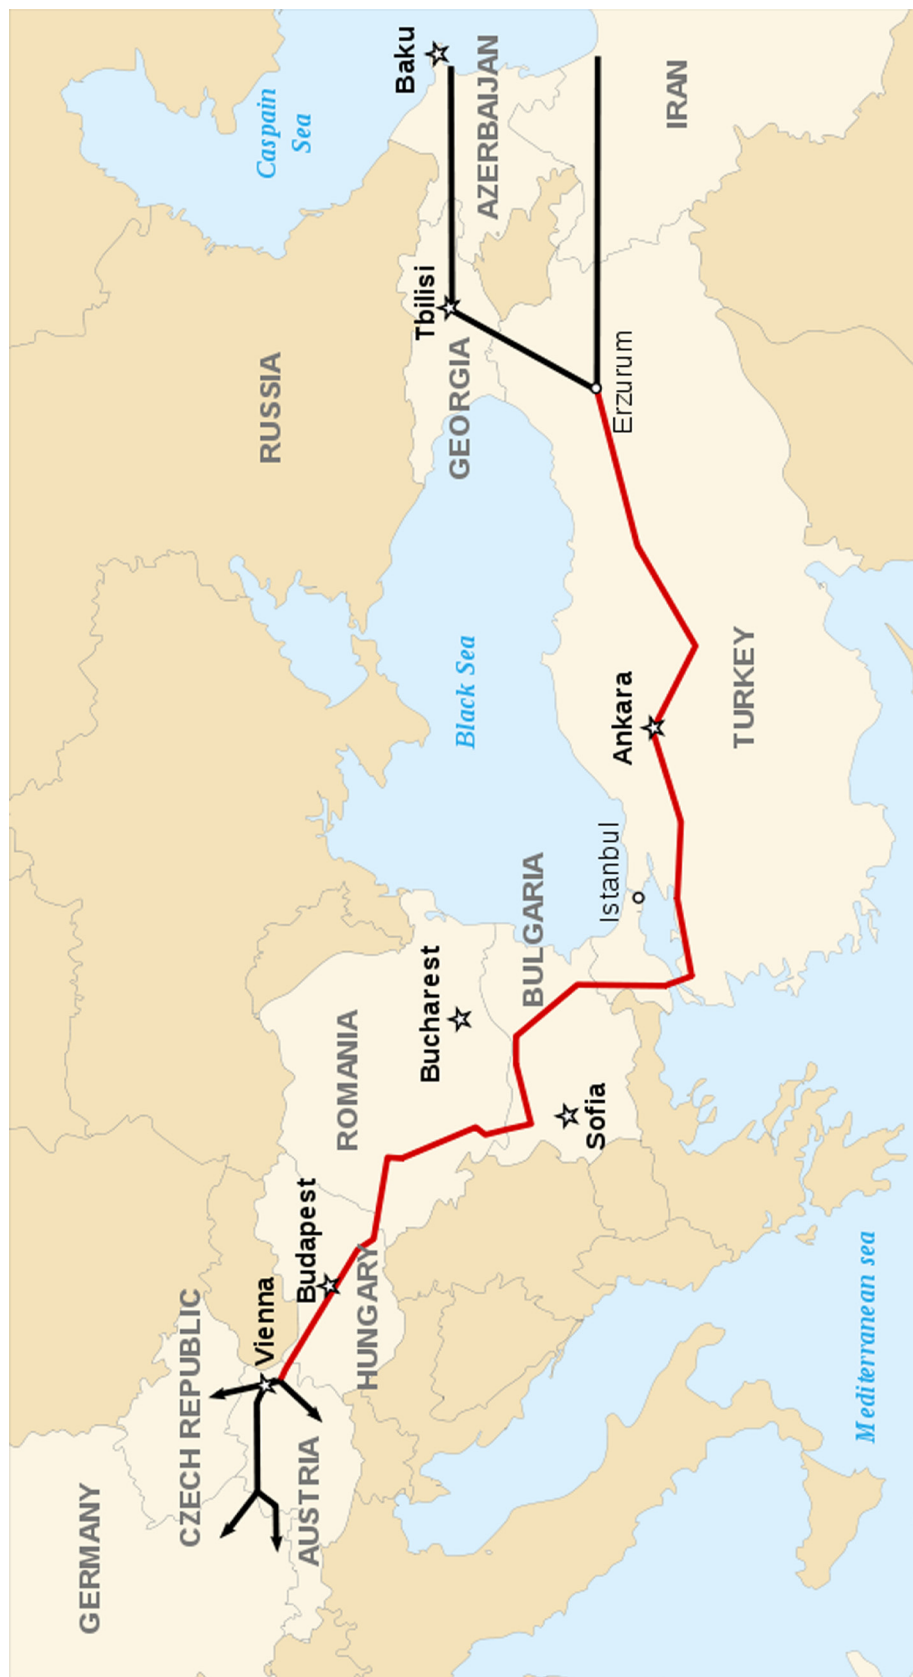 GERMANY
CZECH REPUBLIC
Vienna
RUSSIA
Caspain
Sea
AUSTRIA
Budapest
ROMANIA
HUNGARY
Baku
Bucharest
Tbilisi
GEORGIA
Black Sea
AZERBAIJAN
BULGARIA
Sofia
Istanbul
Ankara
Erzurum
IRAN
TURKEY
Mediterranean sea